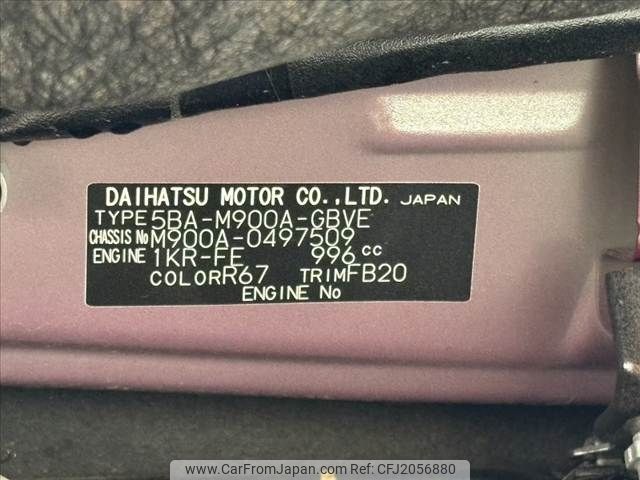 DAIHATSU MOTOR CO.,LTD. JAPAN
TYPE 5BA-M900A-GBVE
CHASSIS No M900A-0497509
ENGINE 1KR-FE 996 cc
COLOR R67 TRIM FB20
ENGINE No
www.CarFromJapan.com | Ref: CFJ2056880